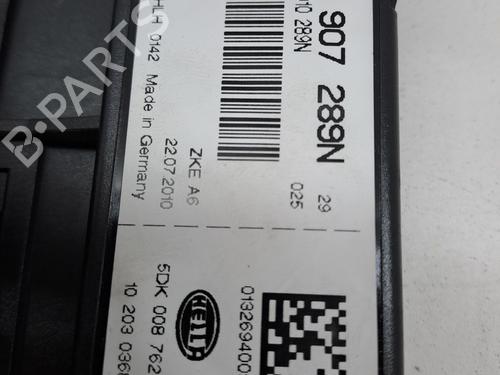 907 289N
10 289N
29
025
HLH 0142 Made in Germany
ZKE A6
22.07.2010
5DK 008 762
10 203 036
HELLA
013269400
B-PARTS